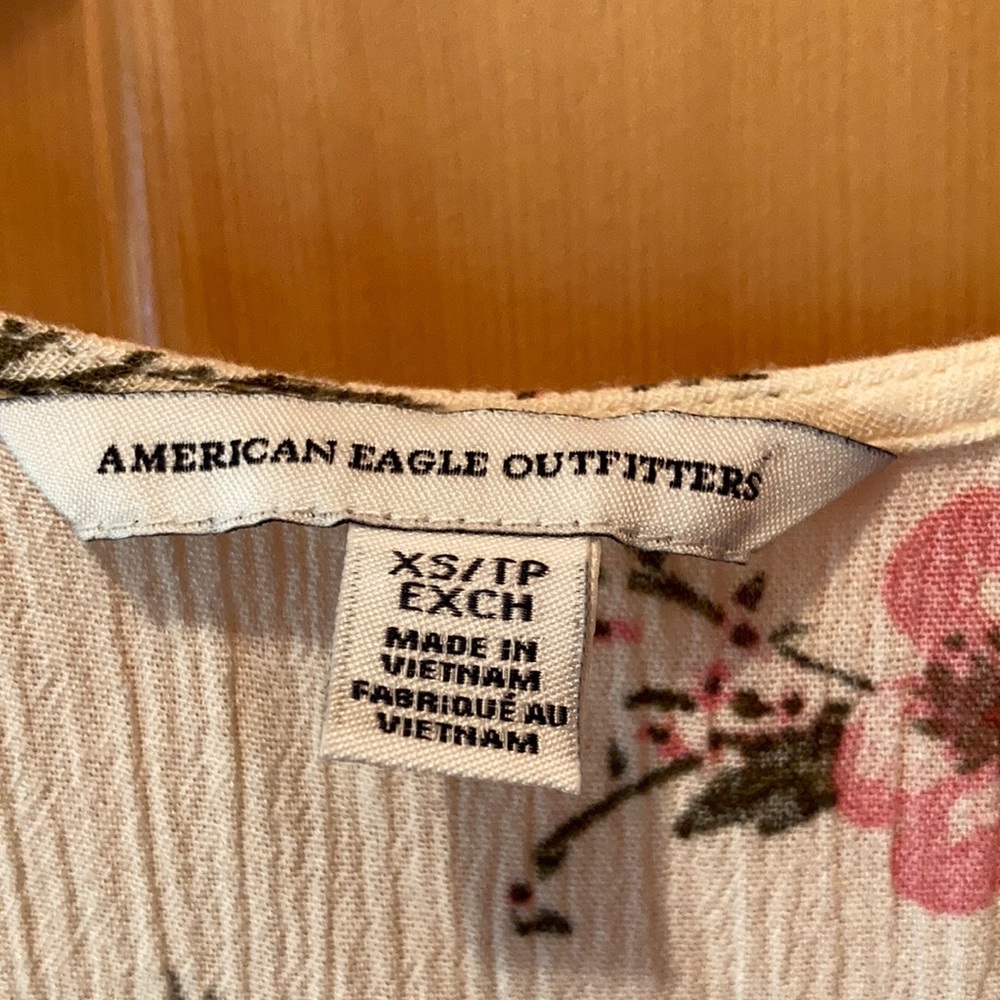 AMERICAN EAGLE OUTFITTERS
XS/TP
EXCH
MADE IN
VIETNAM
FABRIQUÉ AU
VIETNAM